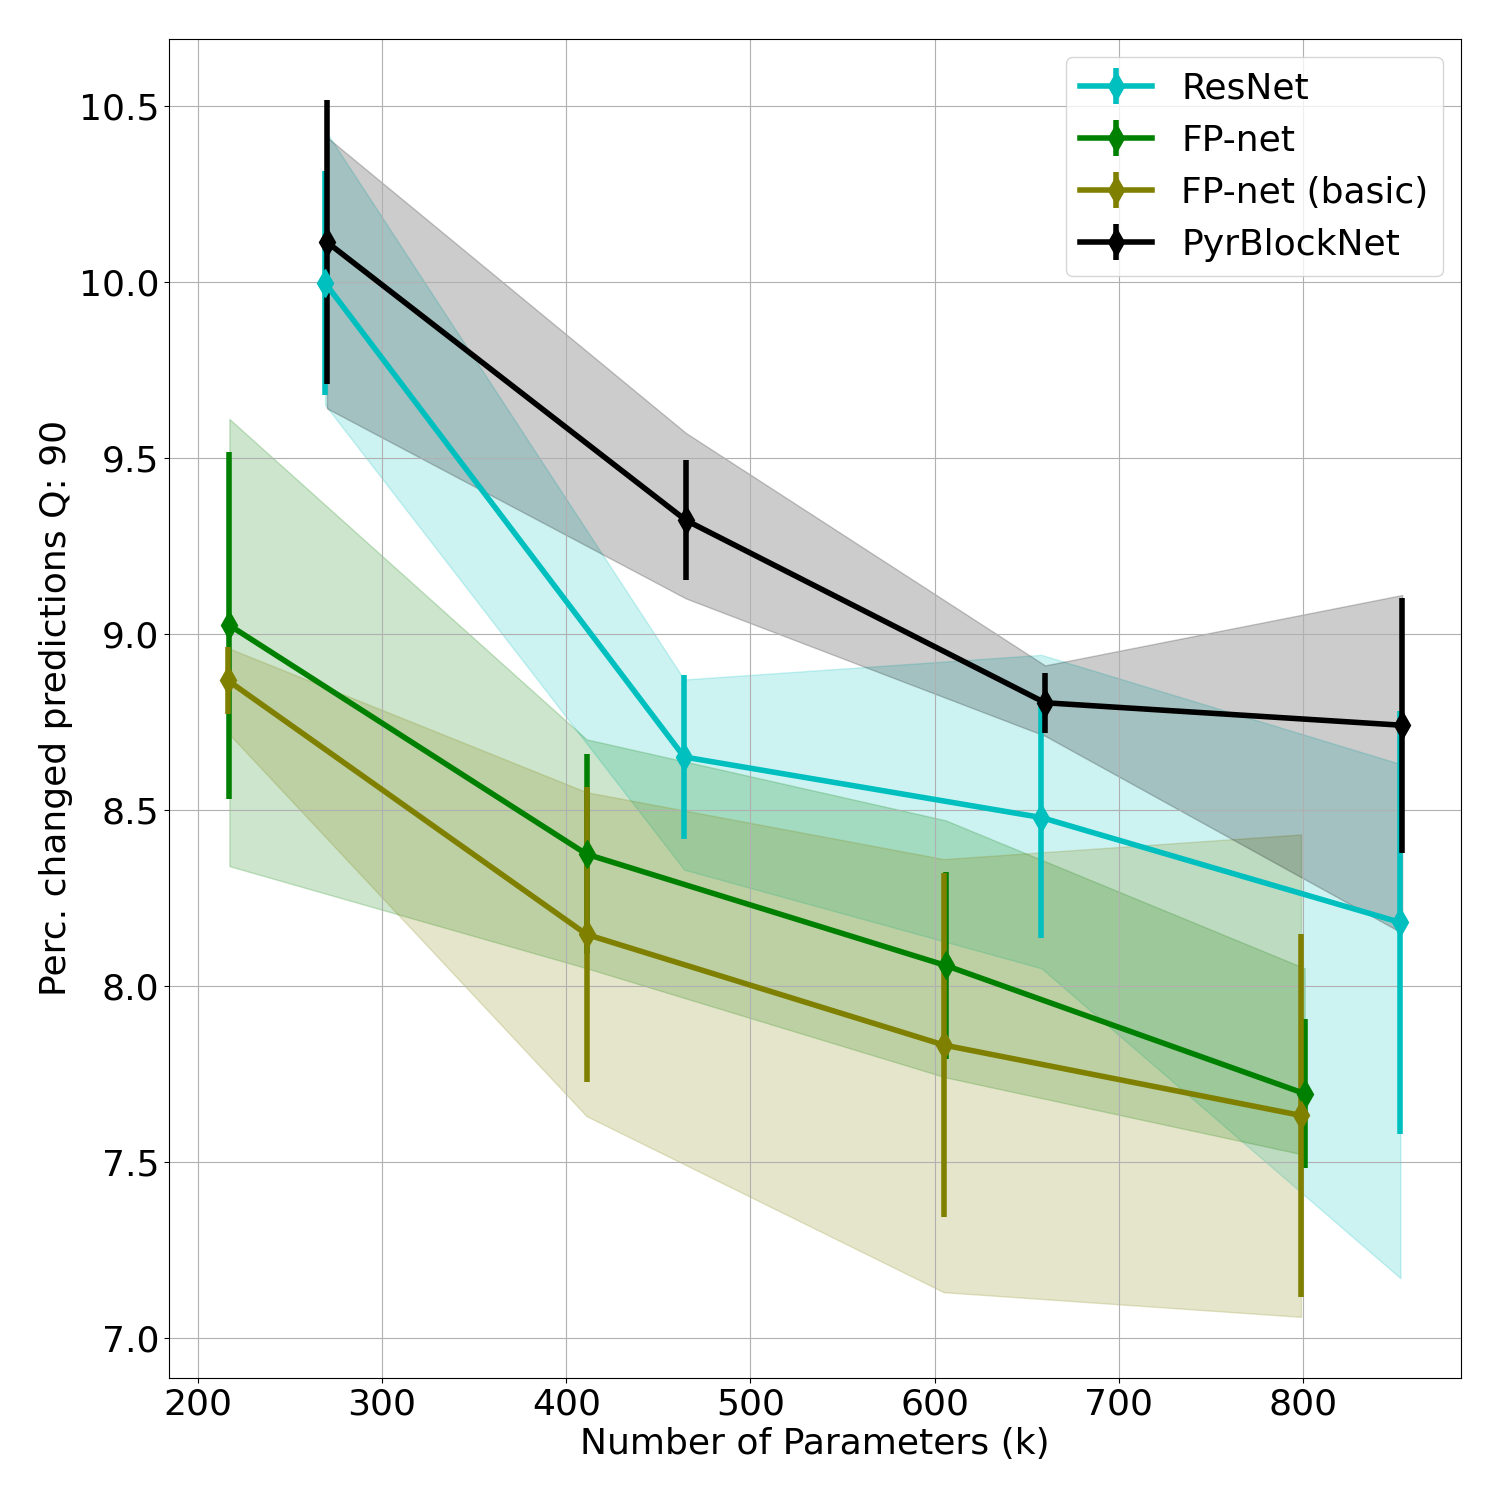 ResNet
FP-net
FP-net (basic)
PyrBlockNet
Perc. changed predictions Q: 90
10.5
10.0
9.5
9.0
8.5
8.0
7.5
7.0
200 300 400 500 600 700 800
Number of Parameters (k)